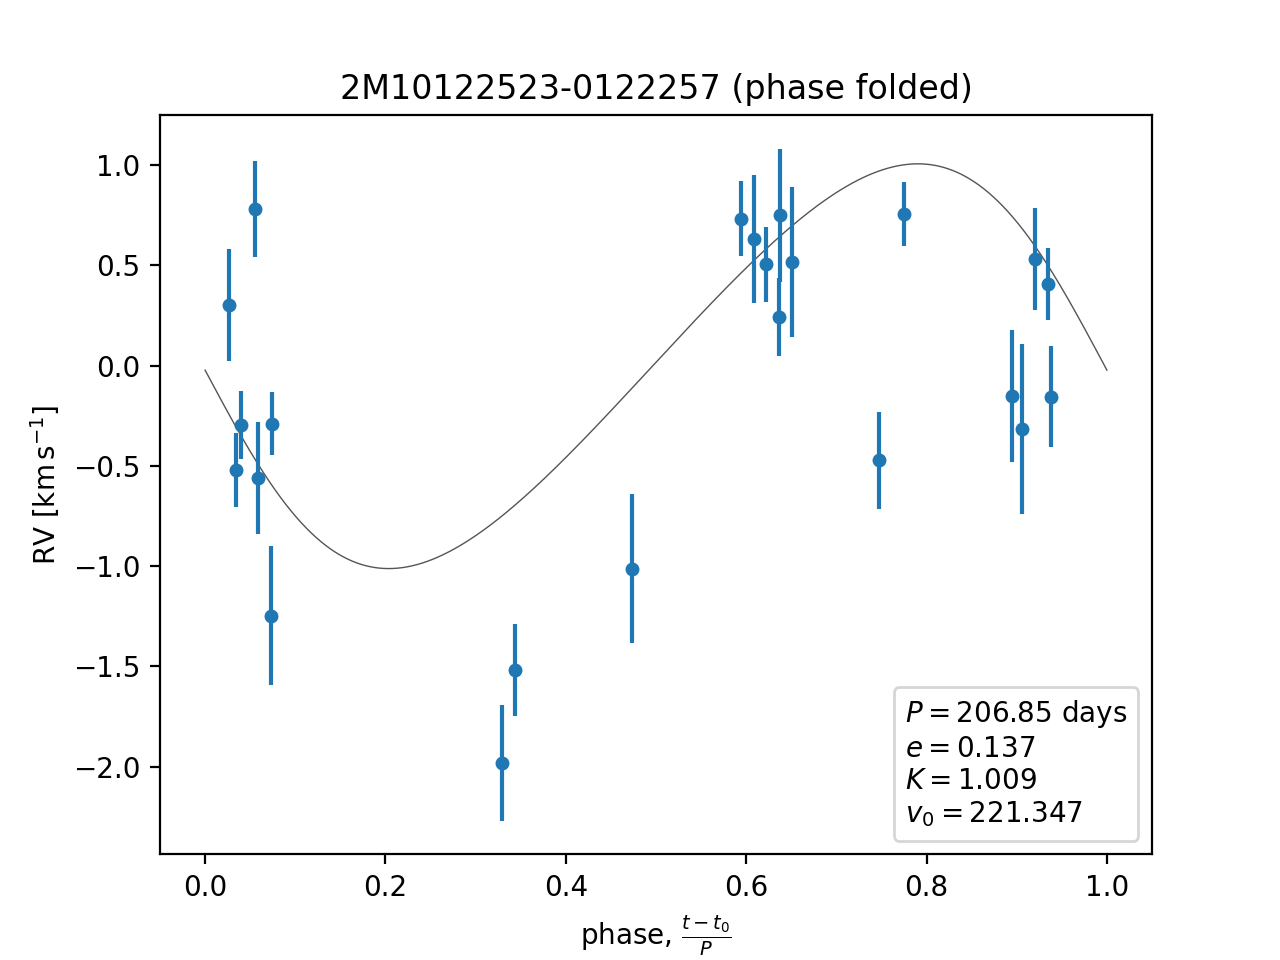 2M10122523-0122257 (phase folded)
RV [km s⁻¹]
1.0
0.5
0.0
−0.5
−1.0
−1.5
−2.0
P = 206.85 days
e = 0.137
K = 1.009
v₀ = 221.347
0.0 0.2 0.4 0.6 0.8 1.0
phase, (t − t₀)/P